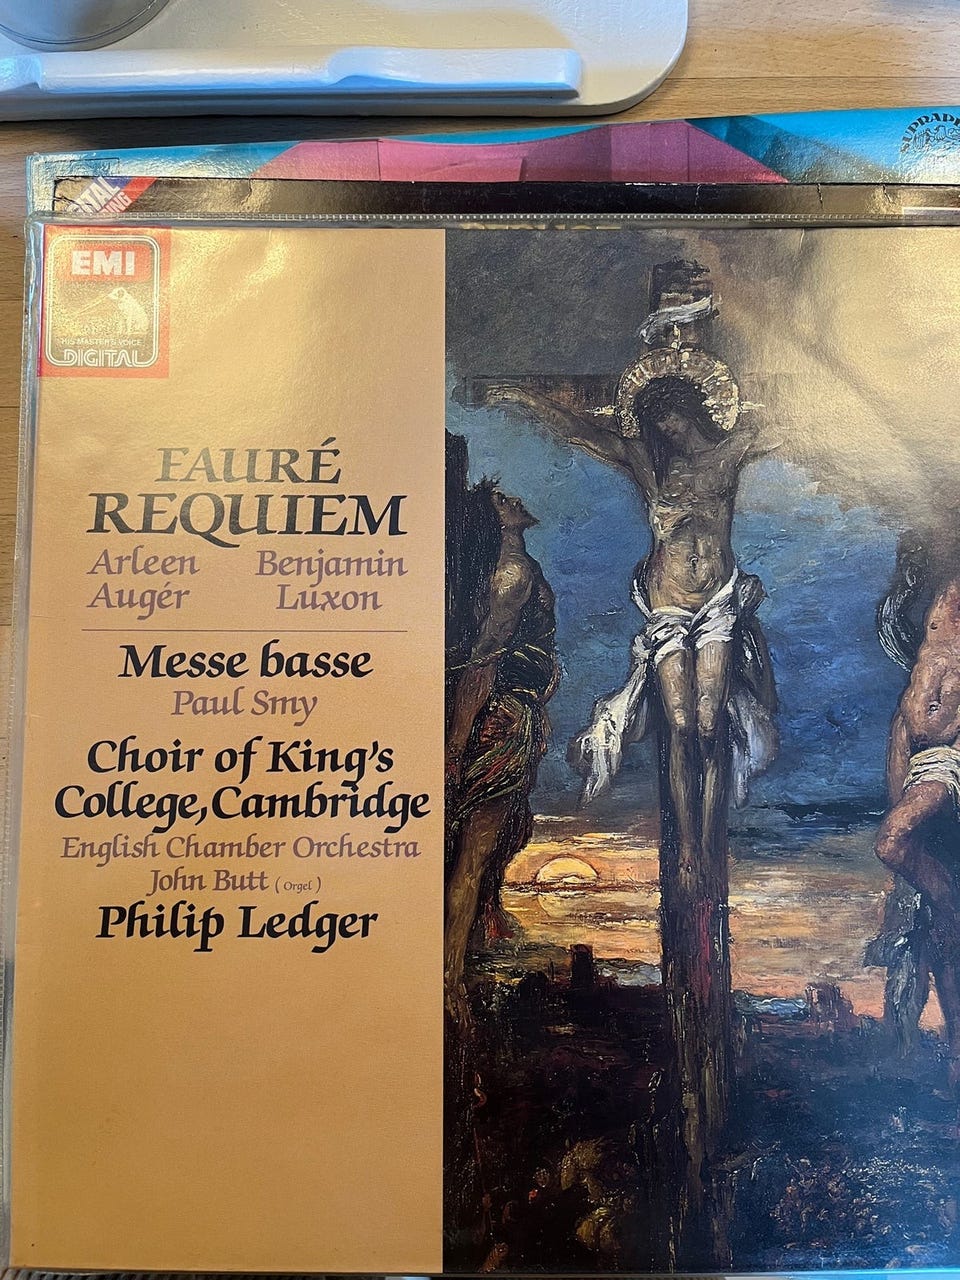 EMI
HIS MASTER'S VOICE
DIGITAL
FAURÉ
REQUIEM
Arleen Benjamin
Augér Luxon
Messe basse
Paul Smy
Choir of King's
College, Cambridge
English Chamber Orchestra
John Butt (Orgel)
Philip Ledger